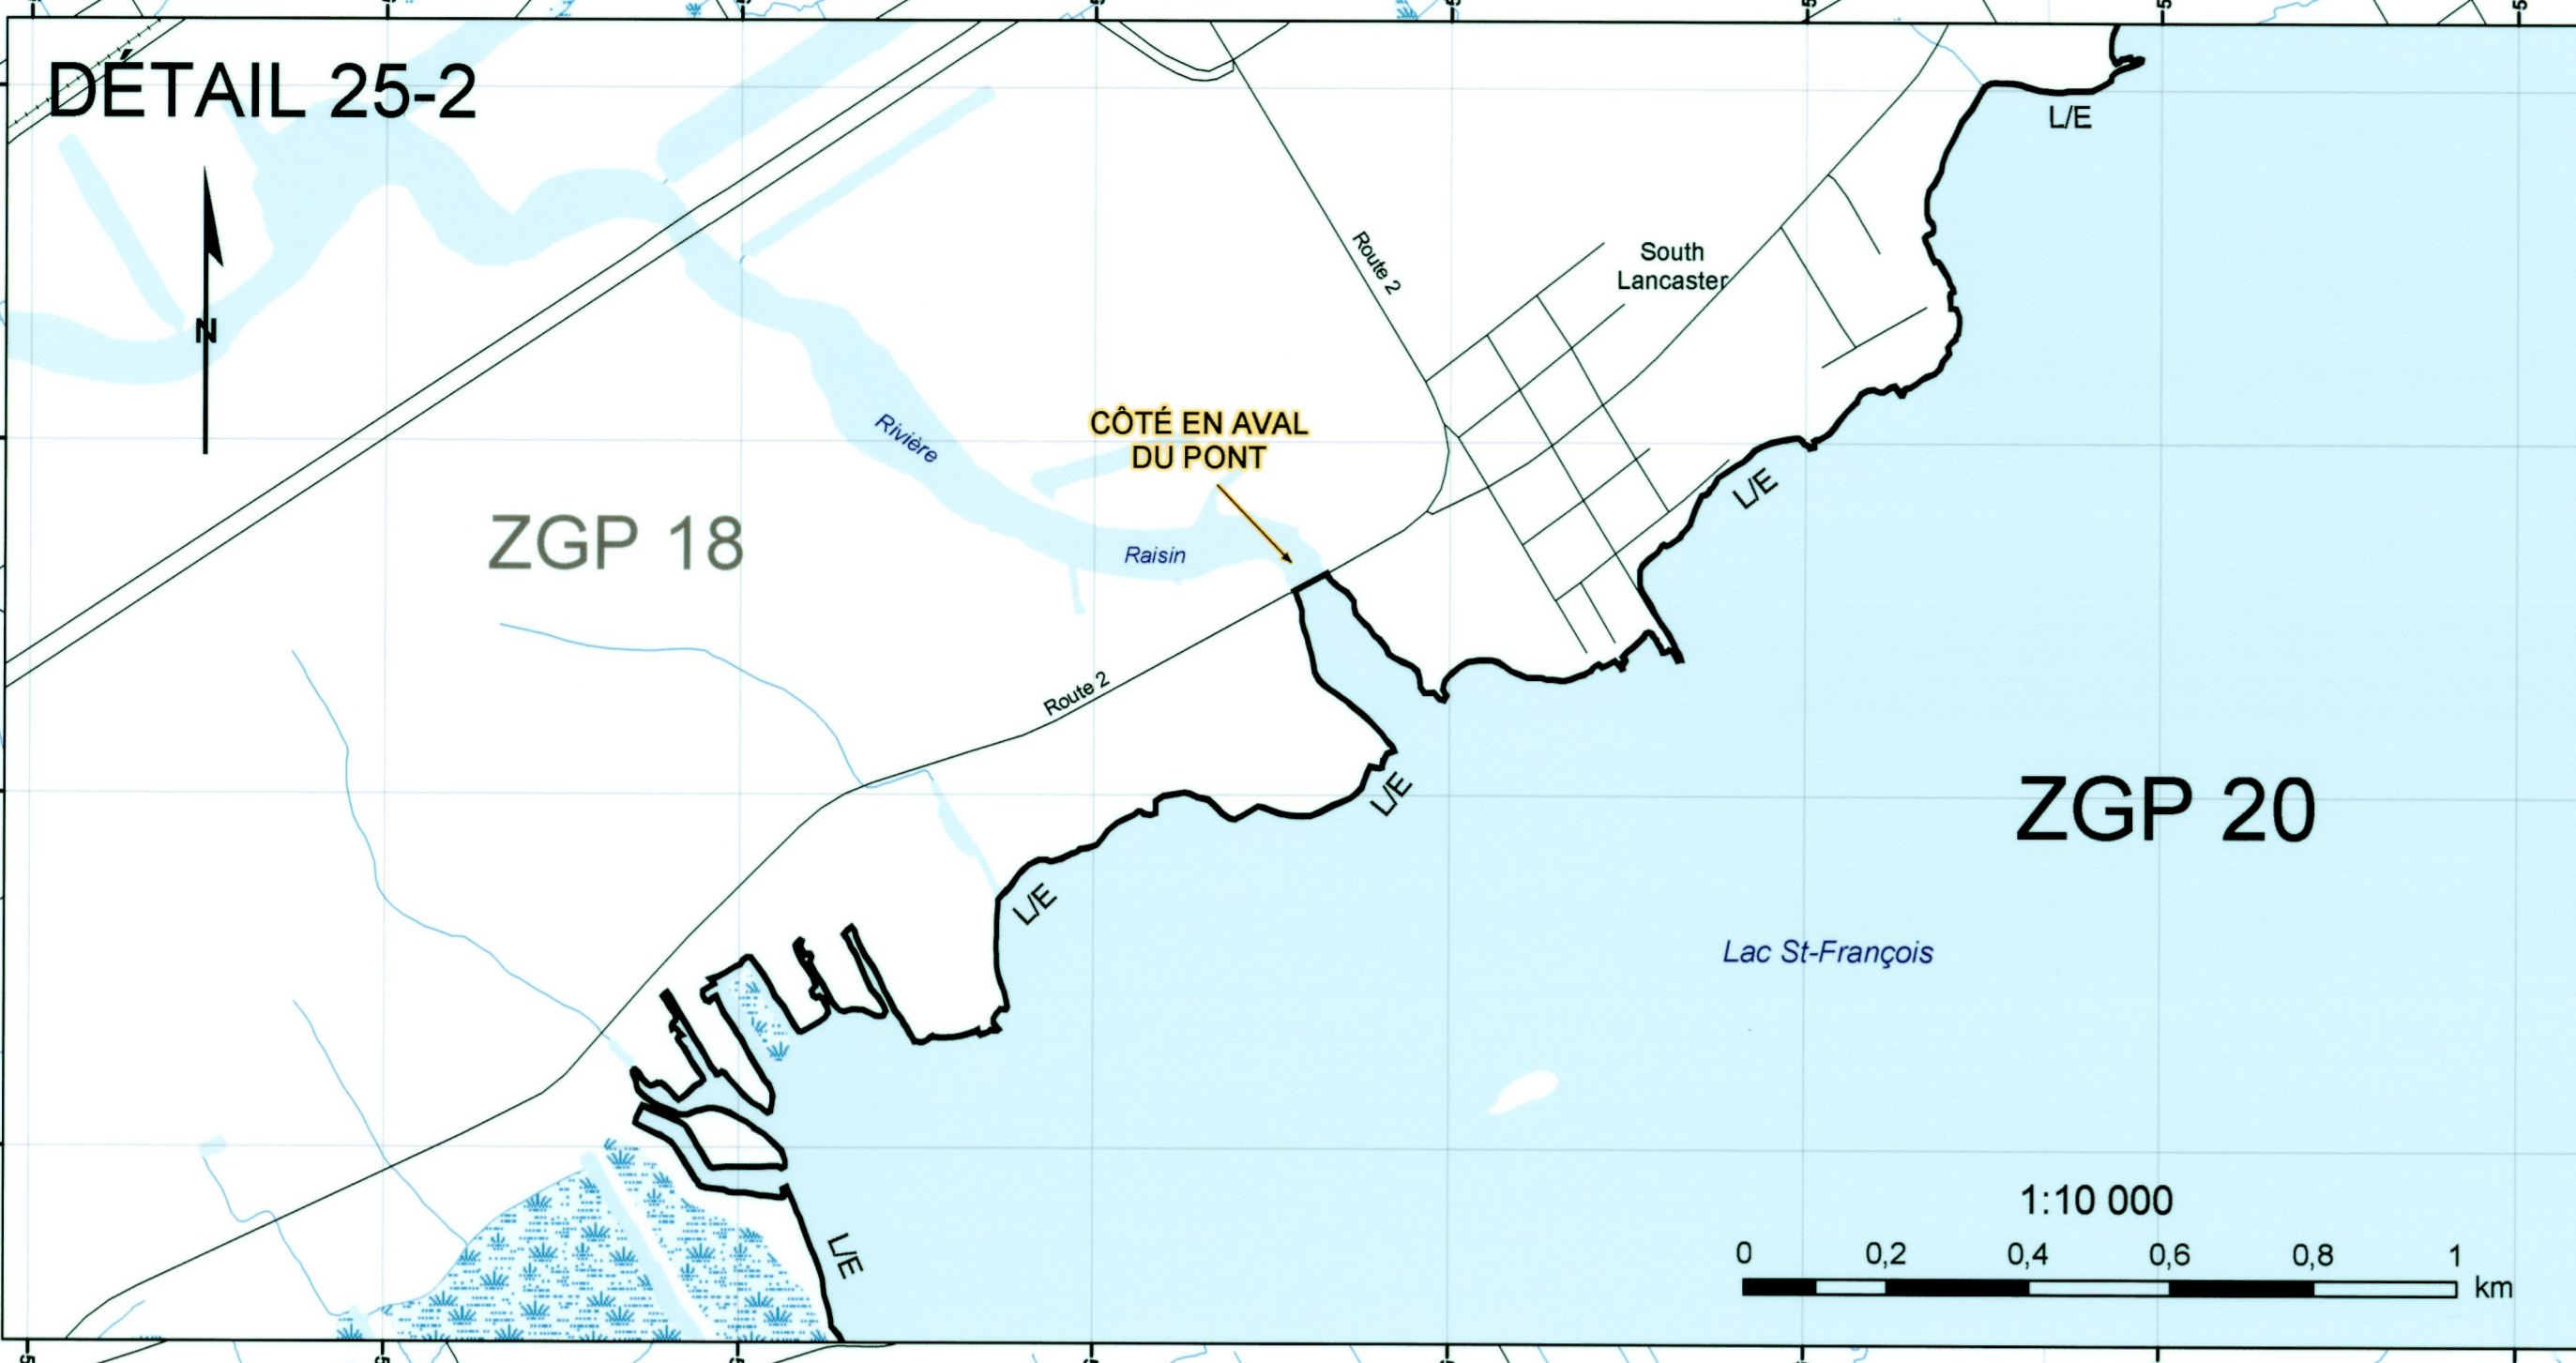 DÉTAIL 25-2
L/E
N
Route 2
South
Lancaster
CÔTÉ EN AVAL
DU PONT
Rivière
Raisin
L/E
ZGP 18
Route 2
L/E
ZGP 20
L/E
Lac St-François
1:10 000
0 0,2 0,4 0,6 0,8 1
km
L/E